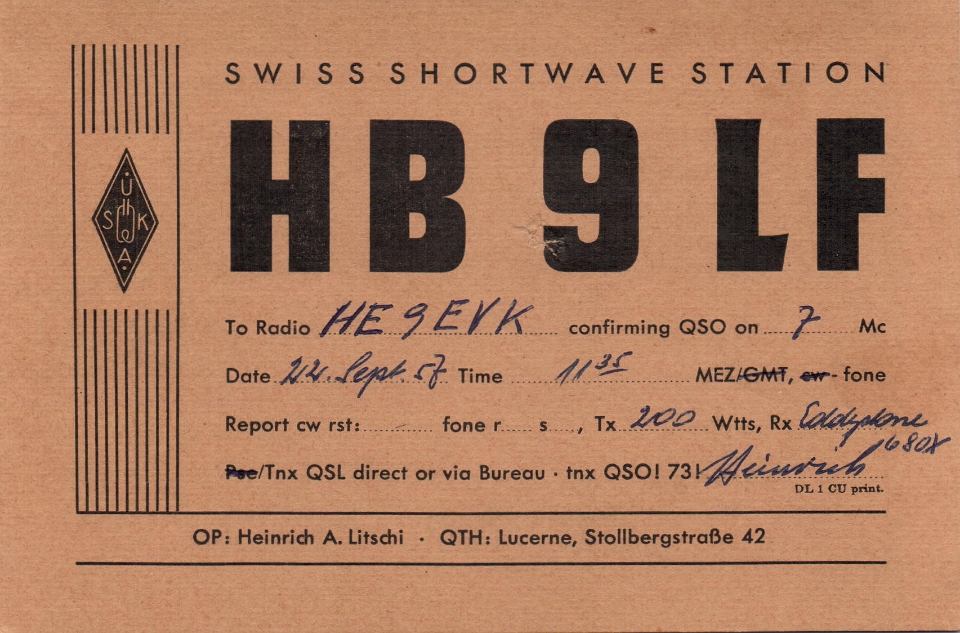 SWISS SHORTWAVE STATION
HB 9 LF
U
S K
A
To Radio HE9EVK confirming QSO on 7 Mc
Date 22. Sept. 57 Time 11 35 MEZ/GMT, cw - fone
Report cw rst: fone r s , Tx 200 Wtts, Rx Eddystone
680X
Pse/Tnx QSL direct or via Bureau · tnx QSO! 73! Heinrich
DL 1 CU print.
OP: Heinrich A. Litschi · QTH: Lucerne, Stollbergstraße 42